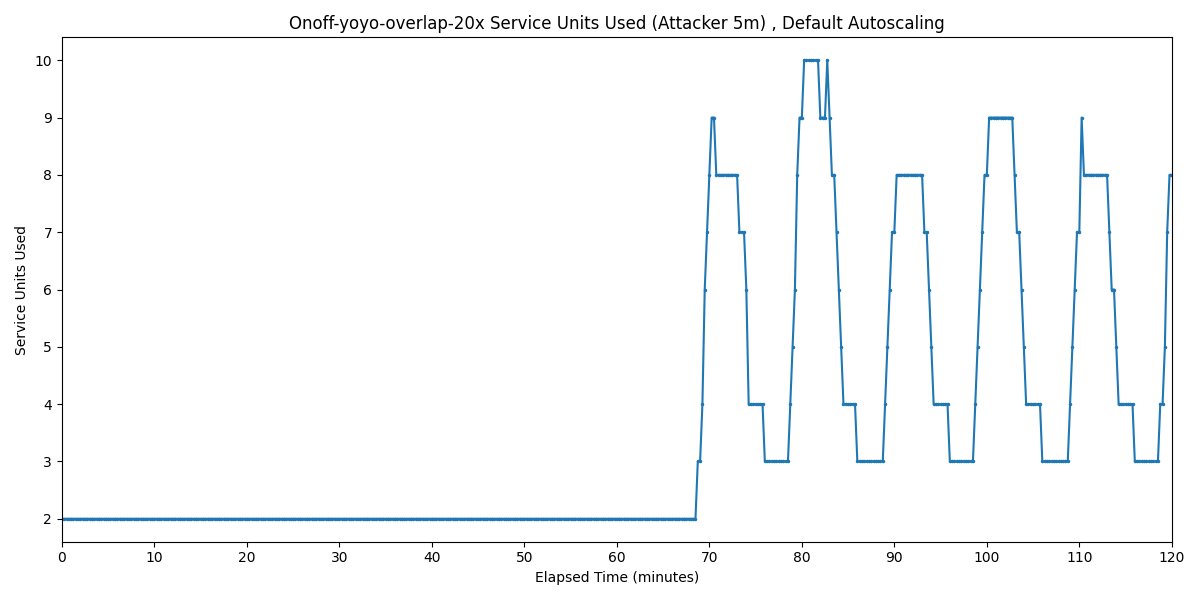 Onoff-yoyo-overlap-20x Service Units Used (Attacker 5m) , Default Autoscaling
Service Units Used
10
9
8
7
6
5
4
3
2
0 10 20 30 40 50 60 70 80 90 100 110 120
Elapsed Time (minutes)